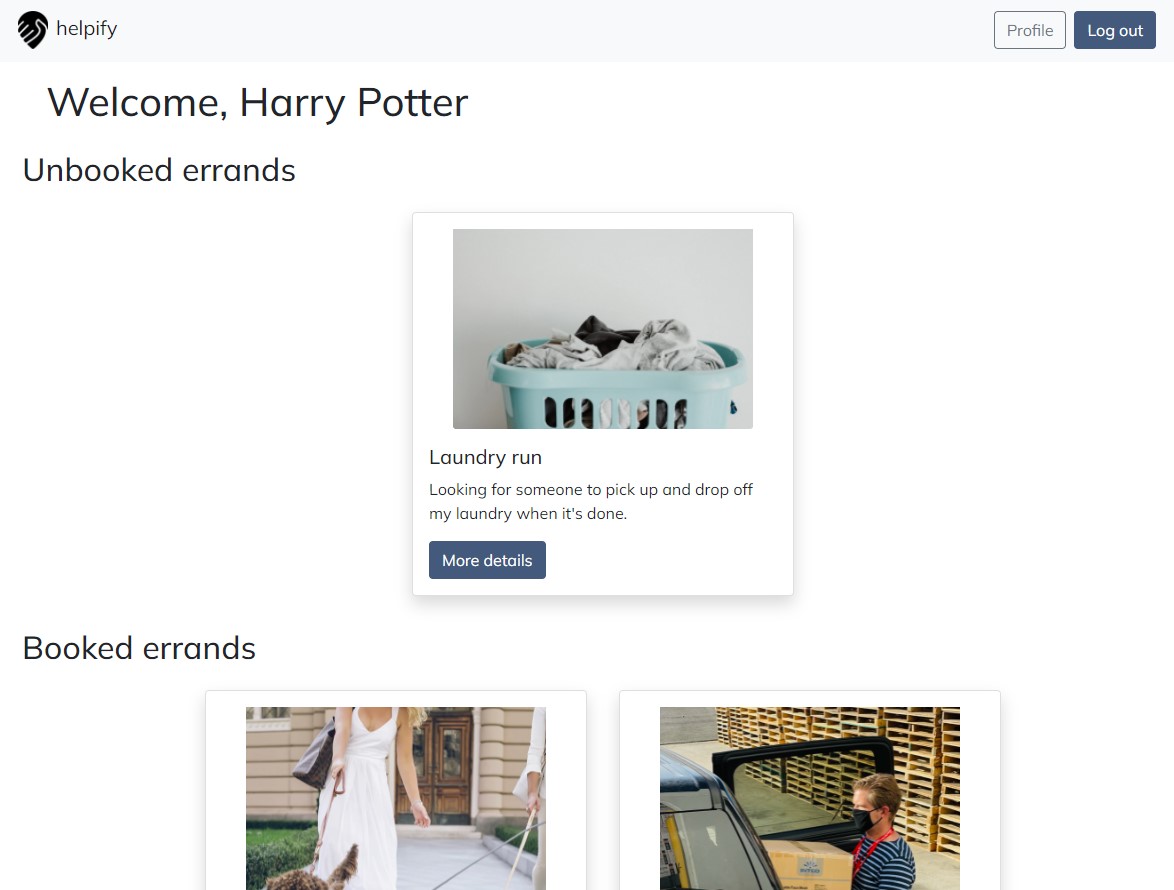 helpify
Profile
Log out
Welcome, Harry Potter
Unbooked errands
Laundry run
Looking for someone to pick up and drop off
my laundry when it's done.
More details
Booked errands